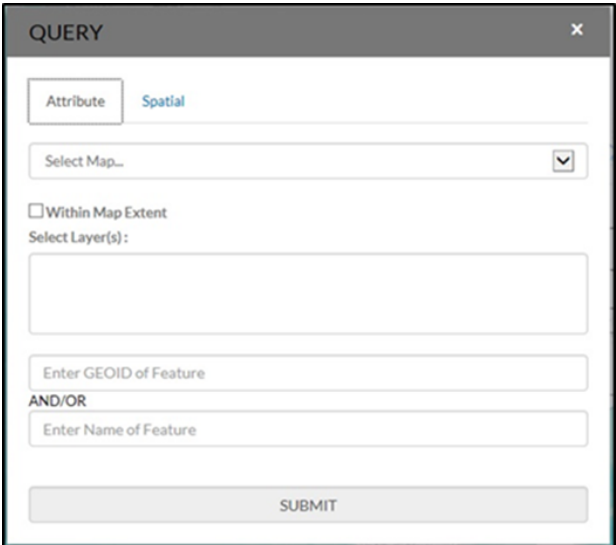 QUERY ×
Attribute Spatial
Select Map...
Within Map Extent
Select Layer(s) :
Enter GEOID of Feature
AND/OR
Enter Name of Feature
SUBMIT